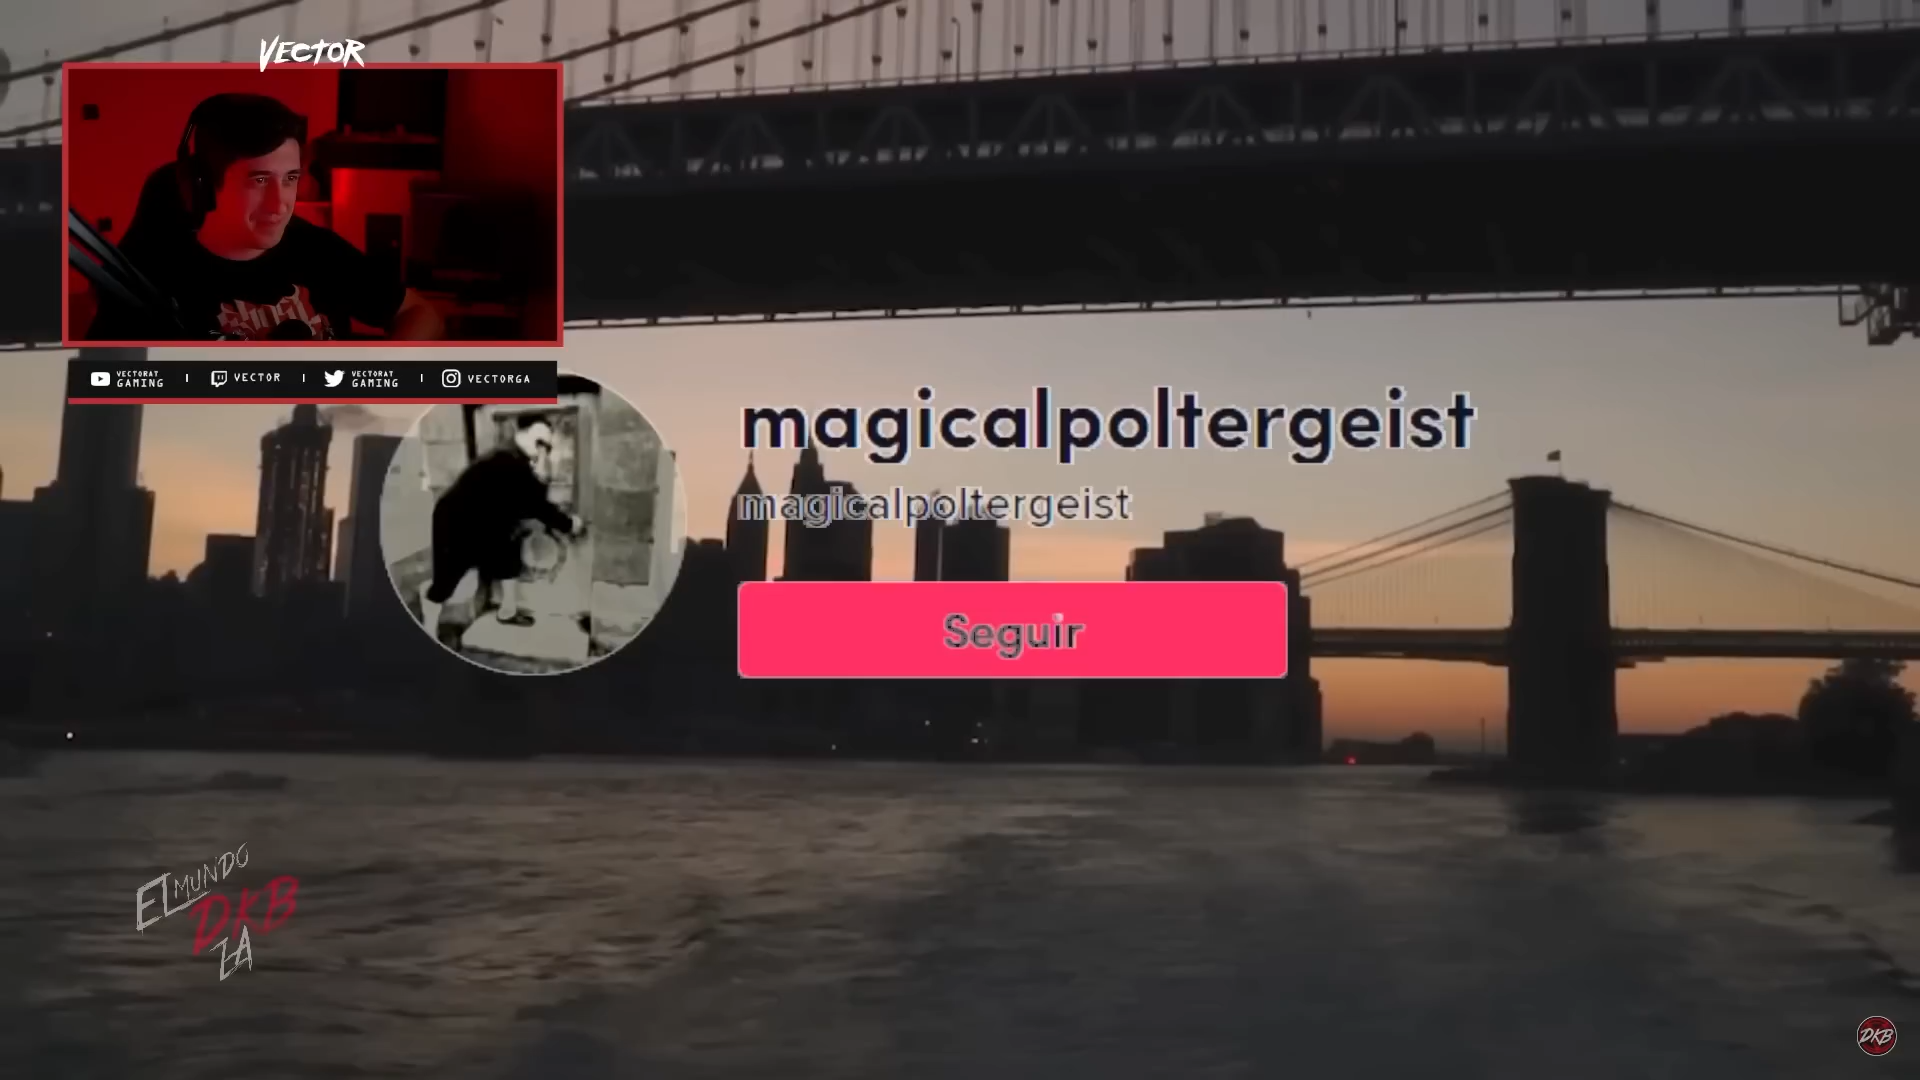 VECTOR
VECTORAT
GAMING
VECTOR
VECTORAT
GAMING
VECTORGA
magicalpoltergeist
magicalpoltergeist
Seguir
EL MUNDO
DKB
ZA
DKB